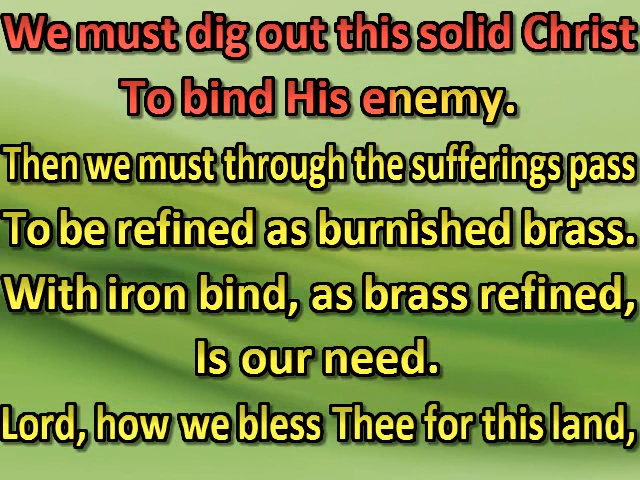 We must dig out this solid Christ
To bind His enemy.
Then we must through the sufferings pass
To be refined as burnished brass.
With iron bind, as brass refined,
Is our need.
Lord, how we bless Thee for this land,